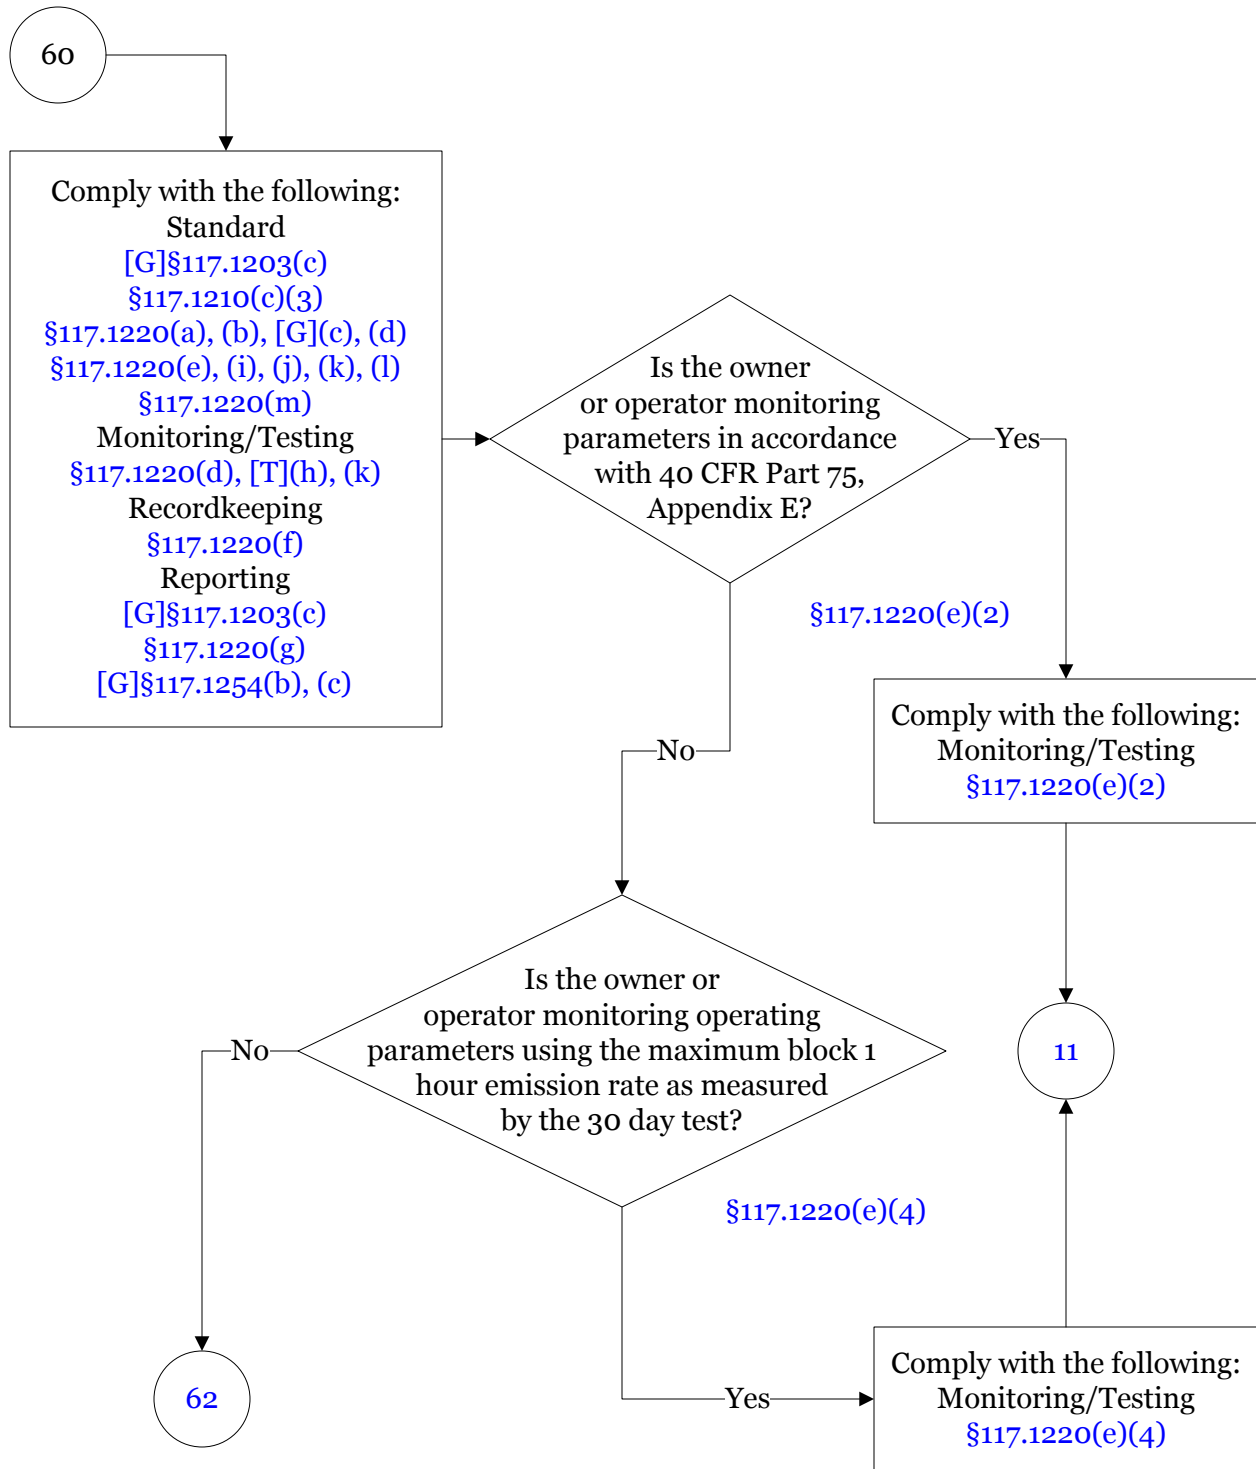 60
Comply with the following:
Standard
[G]§117.1203(c)
§117.1210(c)(3)
§117.1220(a), (b), [G](c), (d)
§117.1220(e), (i), (j), (k), (l)
§117.1220(m)
Monitoring/Testing
§117.1220(d), [T](h), (k)
Recordkeeping
§117.1220(f)
Reporting
[G]§117.1203(c)
§117.1220(g)
[G]§117.1254(b), (c)
Is the owner
or operator monitoring
parameters in accordance
with 40 CFR Part 75,
Appendix E?
Yes
§117.1220(e)(2)
Comply with the following:
Monitoring/Testing
§117.1220(e)(2)
No
Is the owner or
operator monitoring operating
parameters using the maximum block 1
hour emission rate as measured
by the 30 day test?
No
11
§117.1220(e)(4)
62
Yes
Comply with the following:
Monitoring/Testing
§117.1220(e)(4)